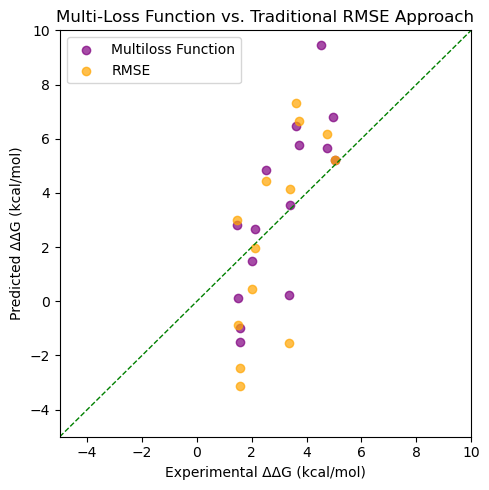 Multi-Loss Function vs. Traditional RMSE Approach
Multiloss Function
RMSE
Predicted ΔΔG (kcal/mol)
10
8
6
4
2
0
−2
−4
−4 −2 0 2 4 6 8 10
Experimental ΔΔG (kcal/mol)